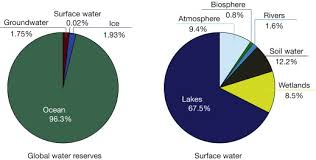 Surface water
0.02%
Groundwater
1.75%
Ice
1.93%
Ocean
96.3%
Global water reserves
Biosphere
0.8%
Atmosphere
9.4%
Rivers
1.6%
Soil water
12.2%
Wetlands
8.5%
Lakes
67.5%
Surface water